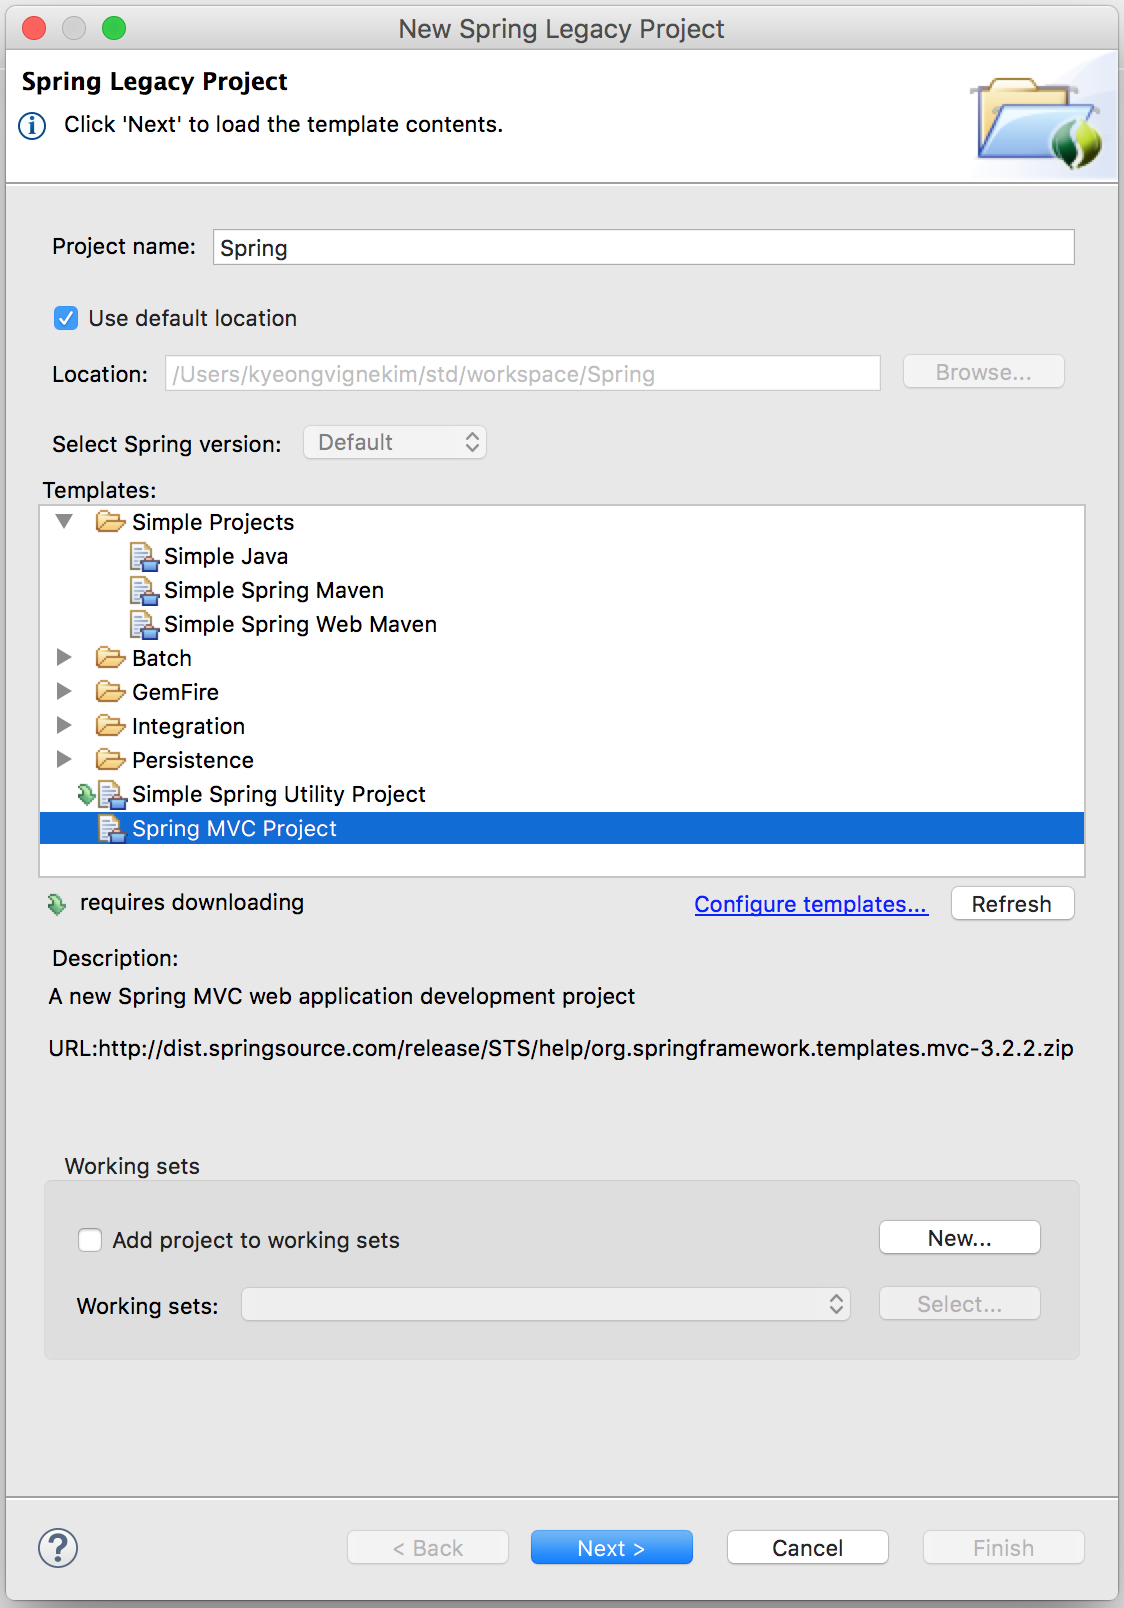 New Spring Legacy Project
Spring Legacy Project
Click 'Next' to load the template contents.
Project name: Spring
Use default location
Location: /Users/kyeongvignekim/std/workspace/Spring Browse...
Select Spring version: Default
Templates:
Simple Projects
Simple Java
Simple Spring Maven
Simple Spring Web Maven
Batch
GemFire
Integration
Persistence
Simple Spring Utility Project
Spring MVC Project
requires downloading Configure templates... Refresh
Description:
A new Spring MVC web application development project
URL:http://dist.springsource.com/release/STS/help/org.springframework.templates.mvc-3.2.2.zip
Working sets
Add project to working sets New...
Working sets: Select...
? < Back Next > Cancel Finish